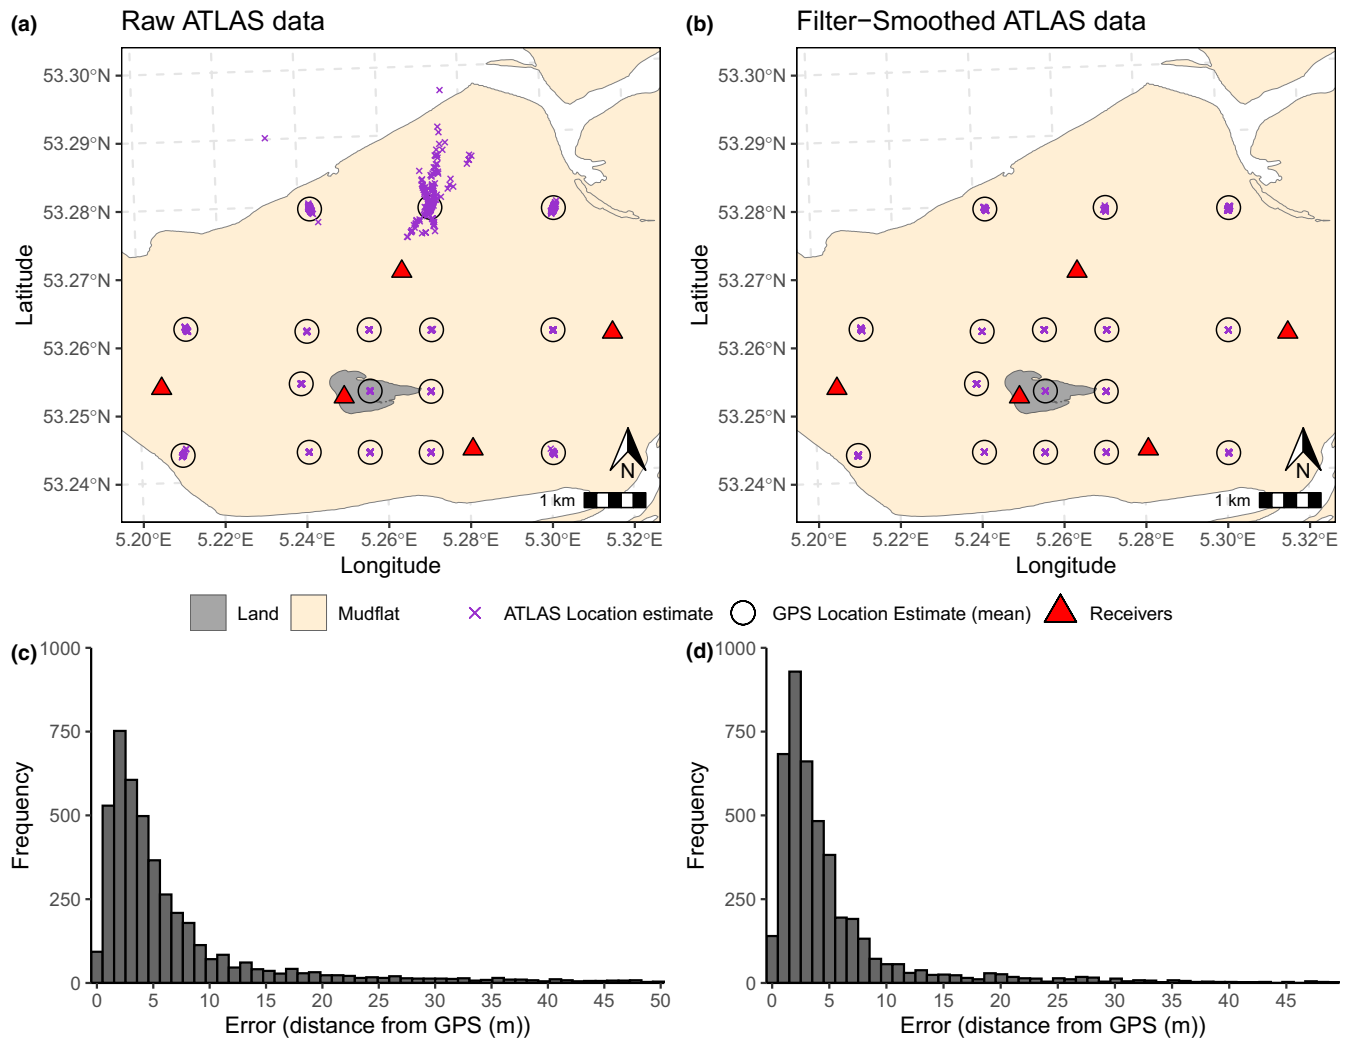 (a) Raw ATLAS data
(b) Filter−Smoothed ATLAS data
53.30°N
53.29°N
53.28°N
53.27°N
53.26°N
53.25°N
53.24°N
Latitude
N
1 km
5.20°E 5.22°E 5.24°E 5.26°E 5.28°E 5.30°E 5.32°E
Longitude
53.30°N
53.29°N
53.28°N
53.27°N
53.26°N
53.25°N
53.24°N
Latitude
N
1 km
5.20°E 5.22°E 5.24°E 5.26°E 5.28°E 5.30°E 5.32°E
Longitude
Land Mudflat ATLAS Location estimate GPS Location Estimate (mean) Receivers
(c)
1000
750
500
250
0
Frequency
0 5 10 15 20 25 30 35 40 45 50
Error (distance from GPS (m))
(d)
1000
750
500
250
0
Frequency
0 5 10 15 20 25 30 35 40 45
Error (distance from GPS (m))